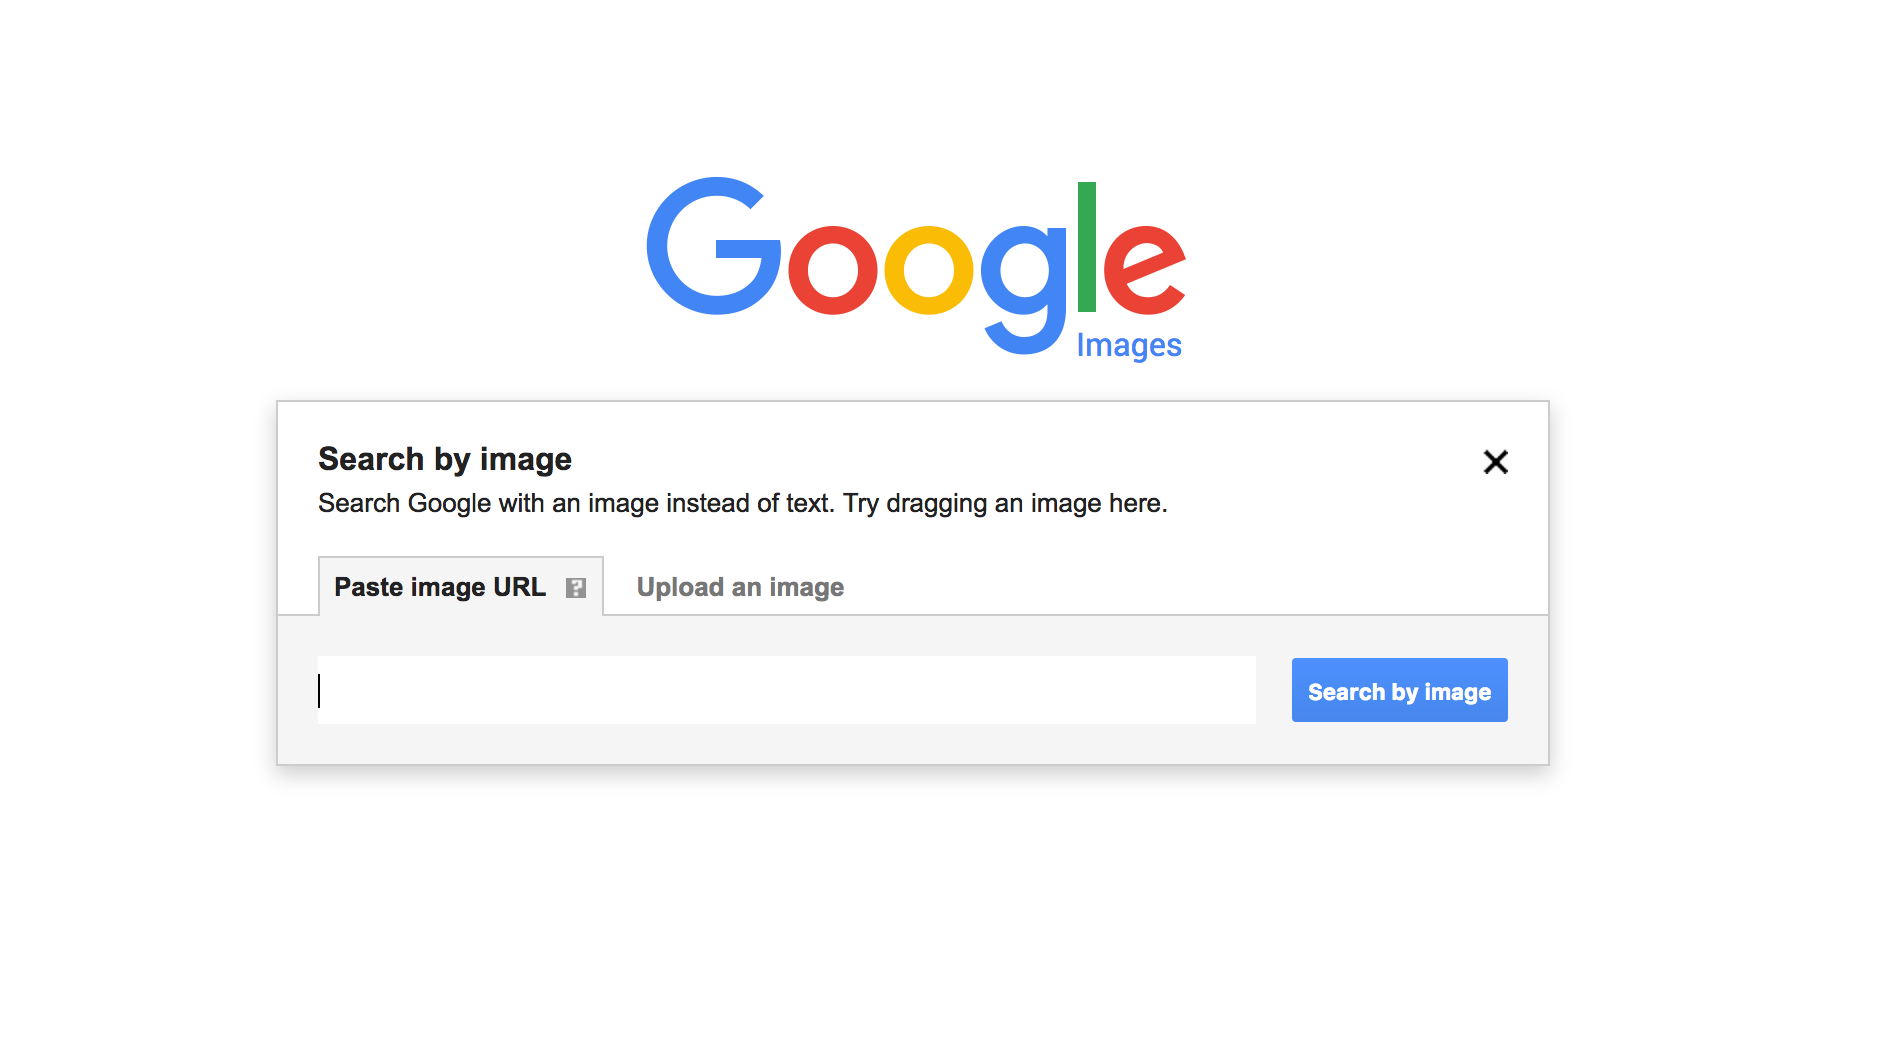 Google
Images
Search by image
Search Google with an image instead of text. Try dragging an image here.
Paste image URL ? Upload an image
Search by image